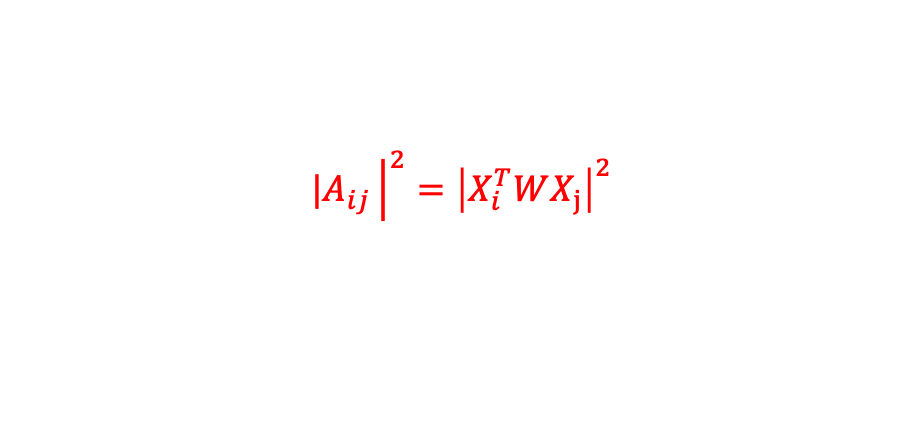 |A_{ij}|^2 = |X_i^T W X_j|^2